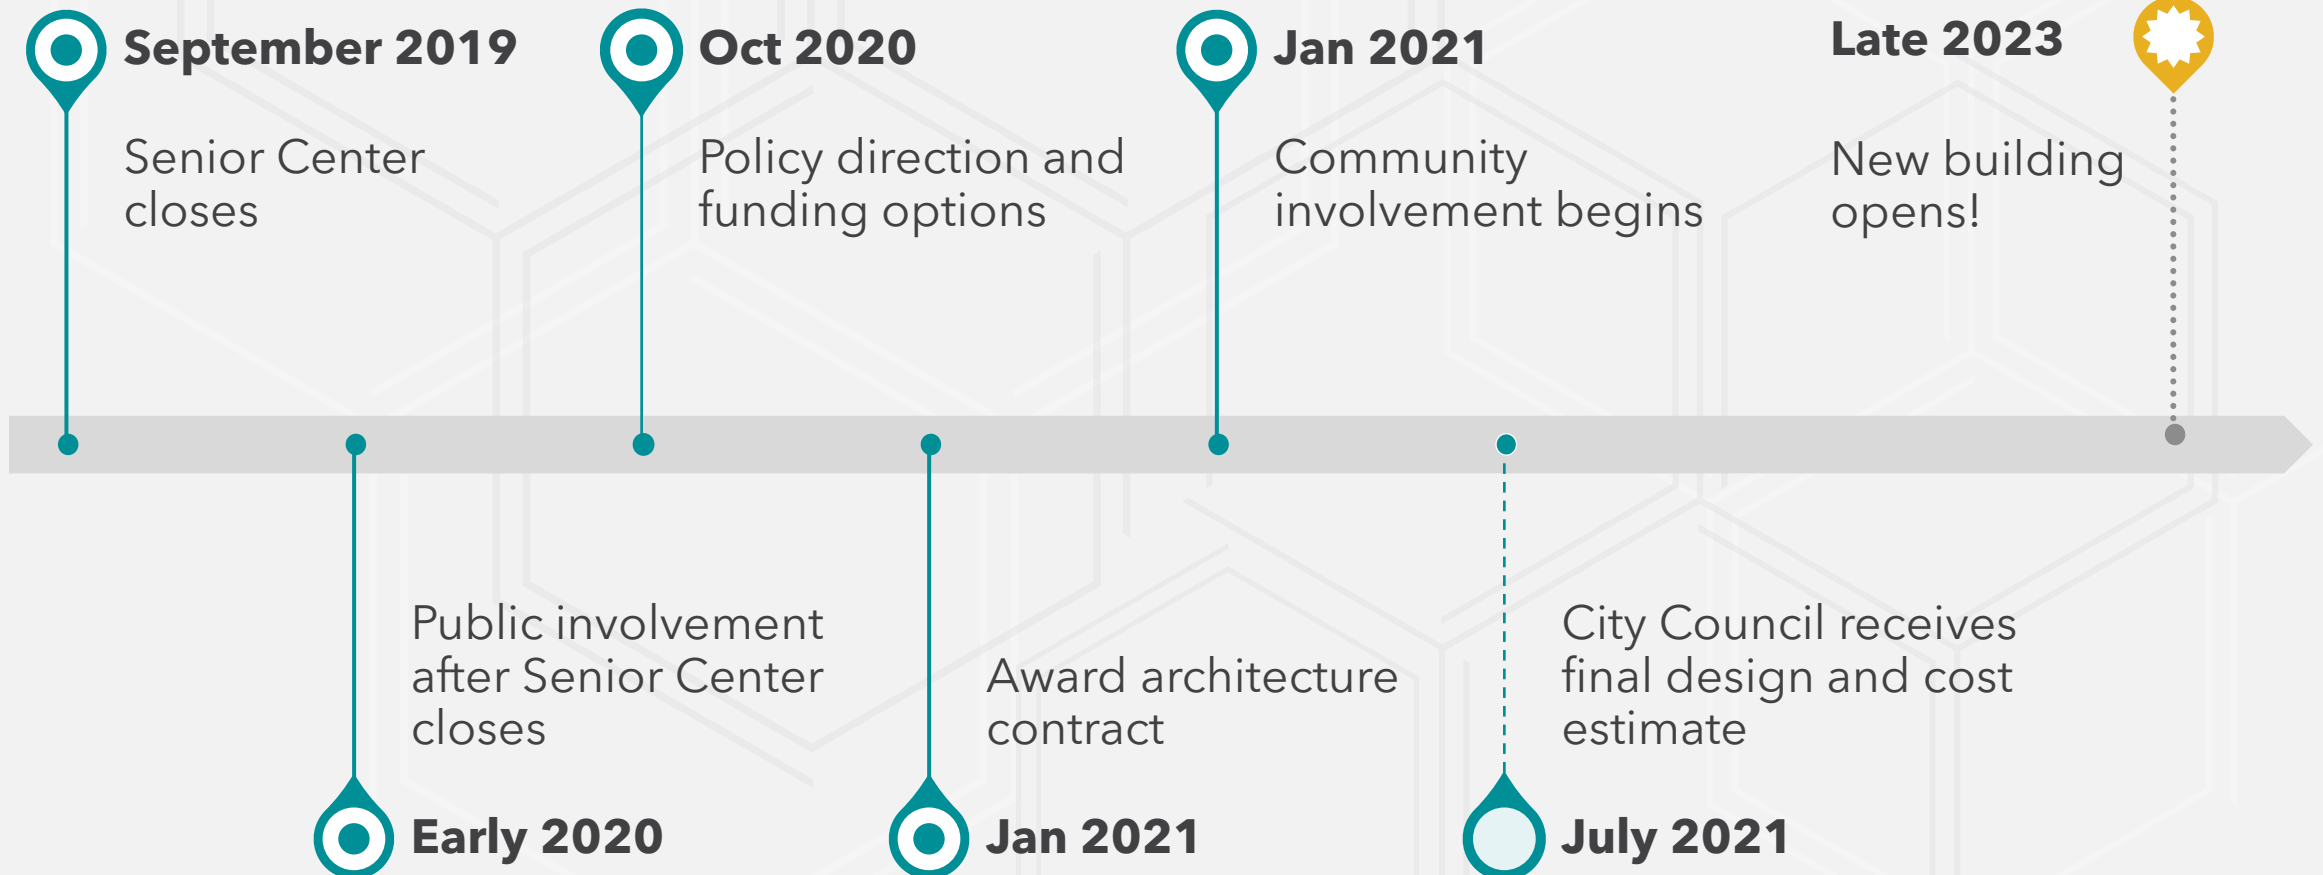 September 2019
Senior Center
closes
Public involvement
after Senior Center
closes
Early 2020
Oct 2020
Policy direction and
funding options
Award architecture
contract
Jan 2021
Jan 2021
Community
involvement begins
City Council receives
final design and cost
estimate
July 2021
Late 2023
New building
opens!